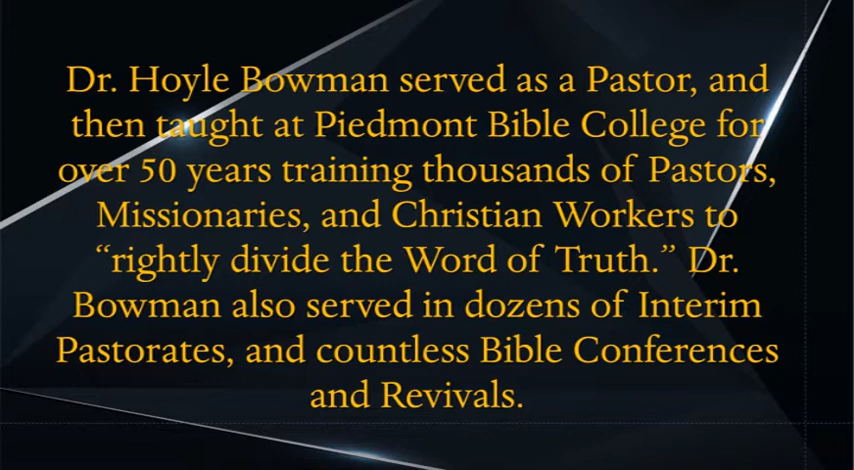 Dr. Hoyle Bowman served as a Pastor, and
then taught at Piedmont Bible College for
over 50 years training thousands of Pastors,
Missionaries, and Christian Workers to
“rightly divide the Word of Truth.” Dr.
Bowman also served in dozens of Interim
Pastorates, and countless Bible Conferences
and Revivals.